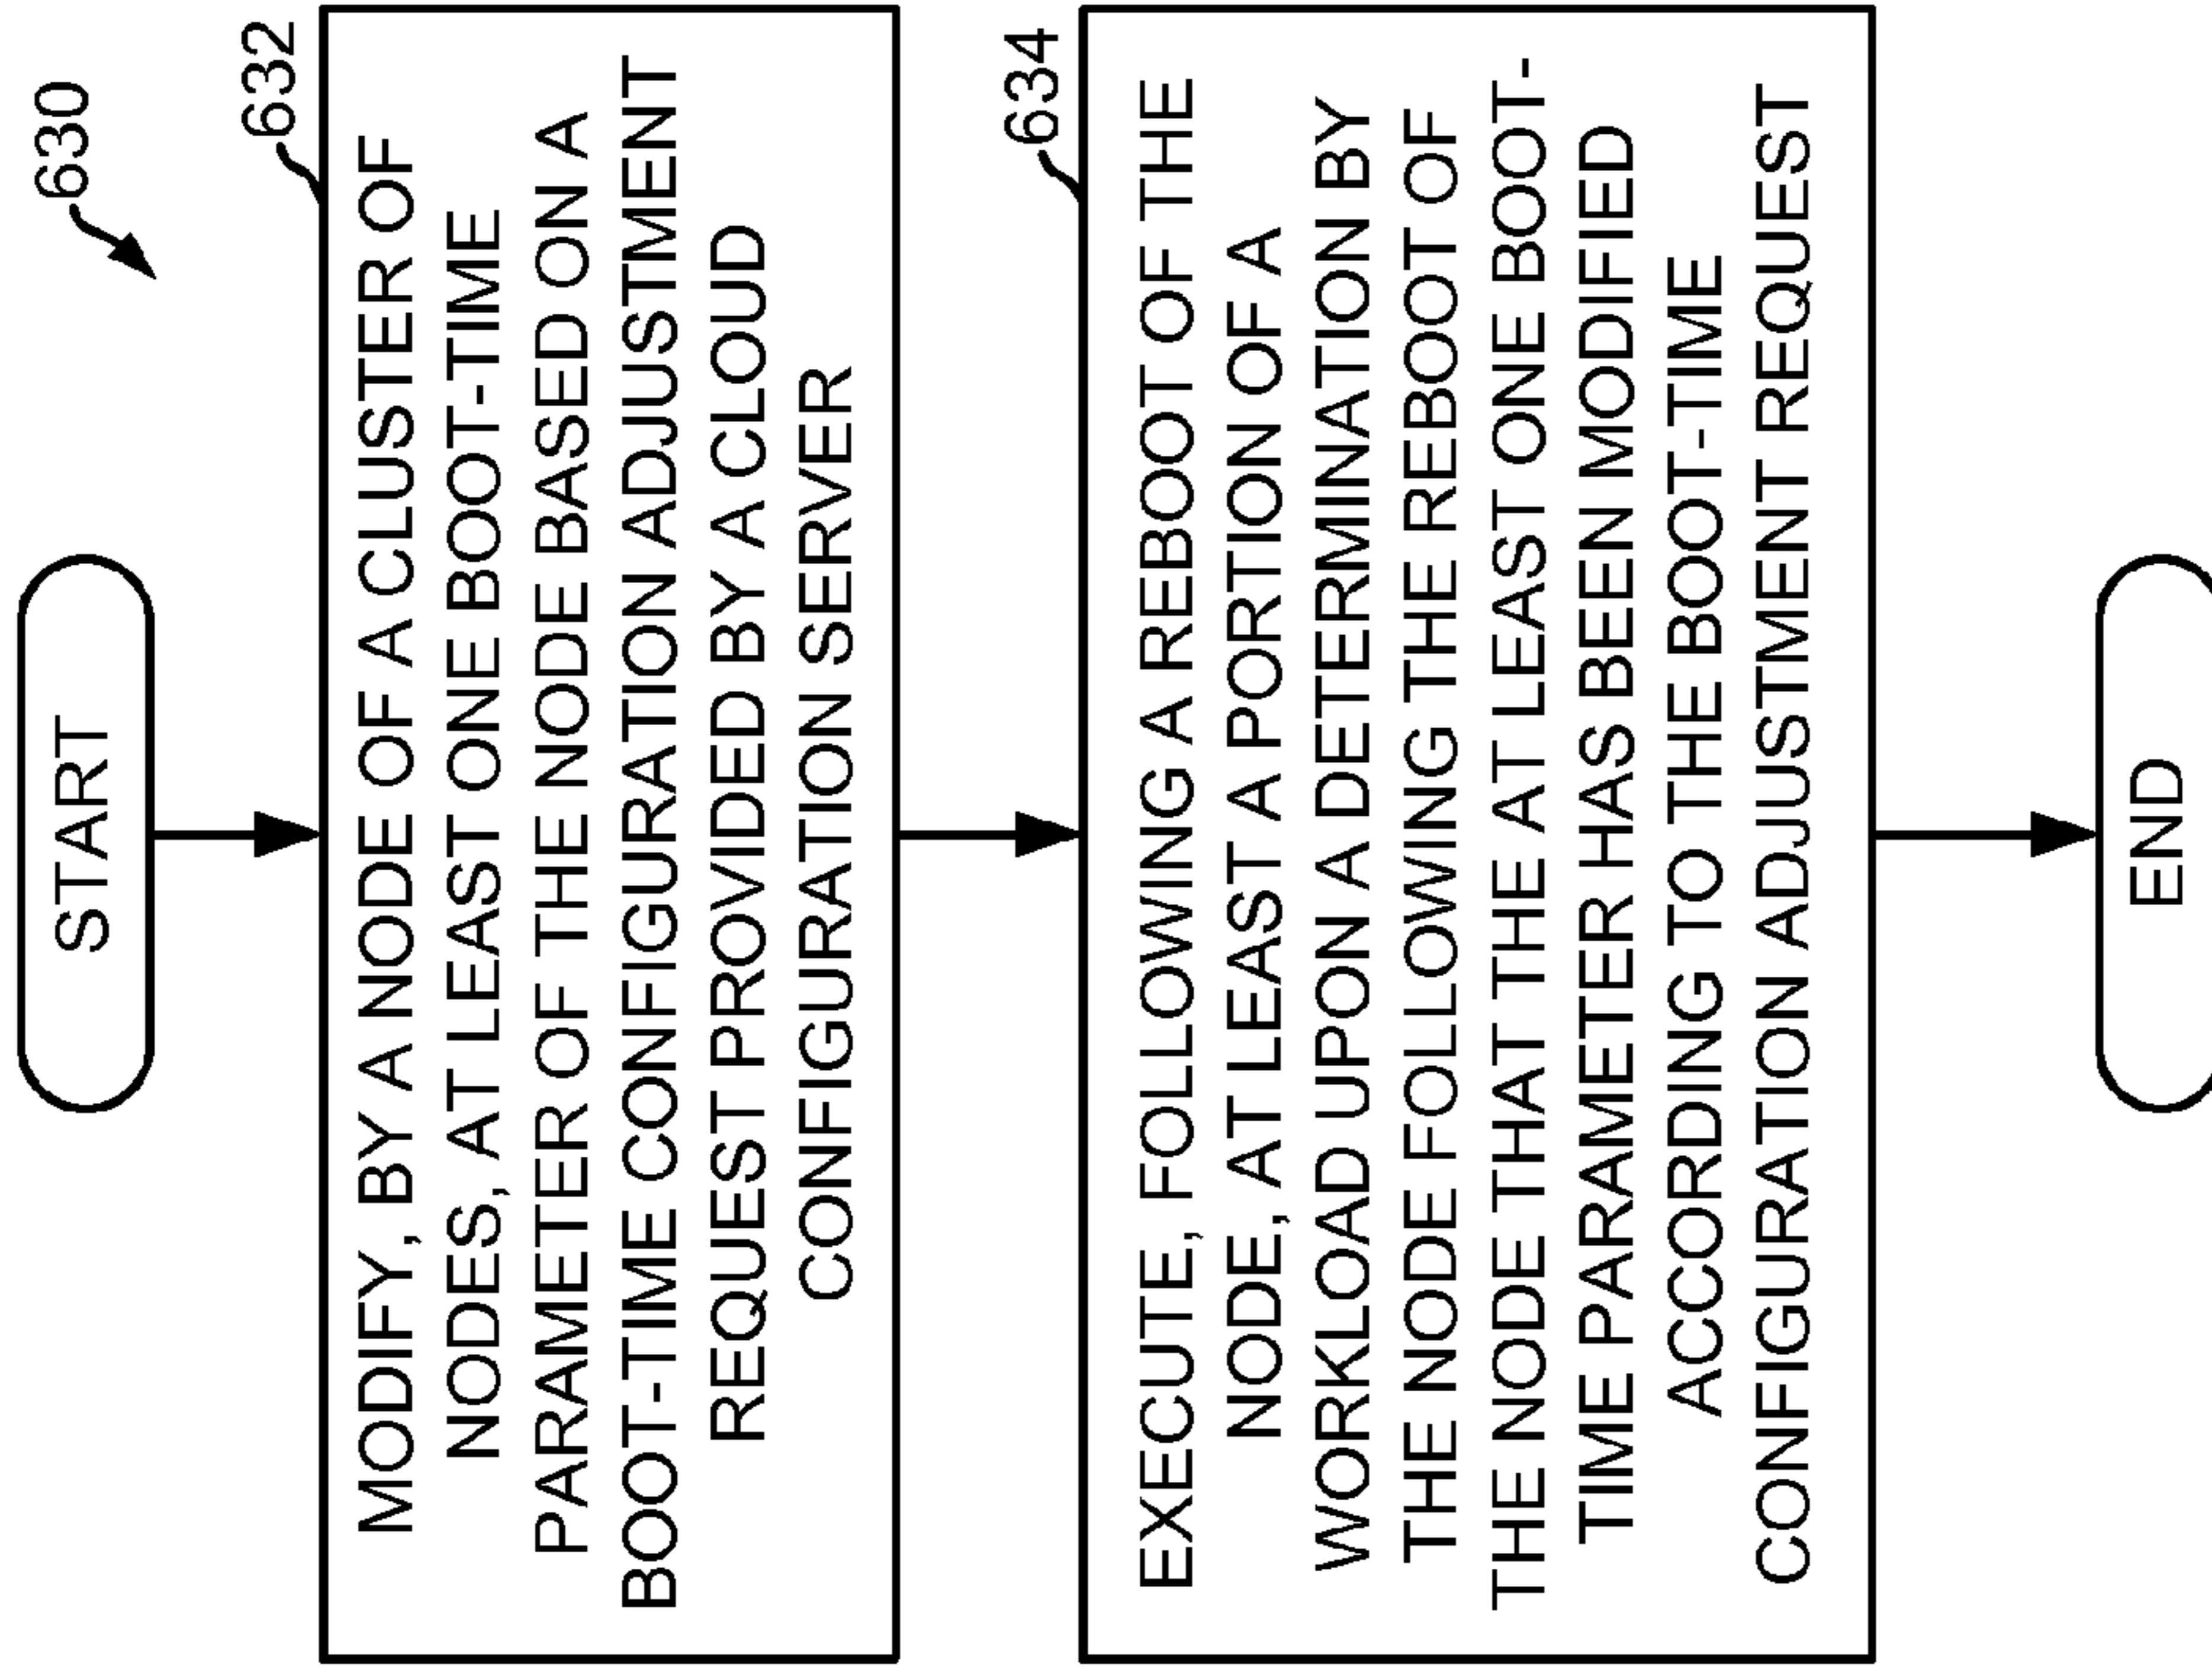 630
START
632
MODIFY, BY A NODE OF A CLUSTER OF
NODES, AT LEAST ONE BOOT-TIME
PARAMETER OF THE NODE BASED ON A
BOOT-TIME CONFIGURATION ADJUSTMENT
REQUEST PROVIDED BY A CLOUD
CONFIGURATION SERVER
634
EXECUTE, FOLLOWING A REBOOT OF THE
NODE, AT LEAST A PORTION OF A
WORKLOAD UPON A DETERMINATION BY
THE NODE FOLLOWING THE REBOOT OF
THE NODE THAT THE AT LEAST ONE BOOT-
TIME PARAMETER HAS BEEN MODIFIED
ACCORDING TO THE BOOT-TIME
CONFIGURATION ADJUSTMENT REQUEST
END